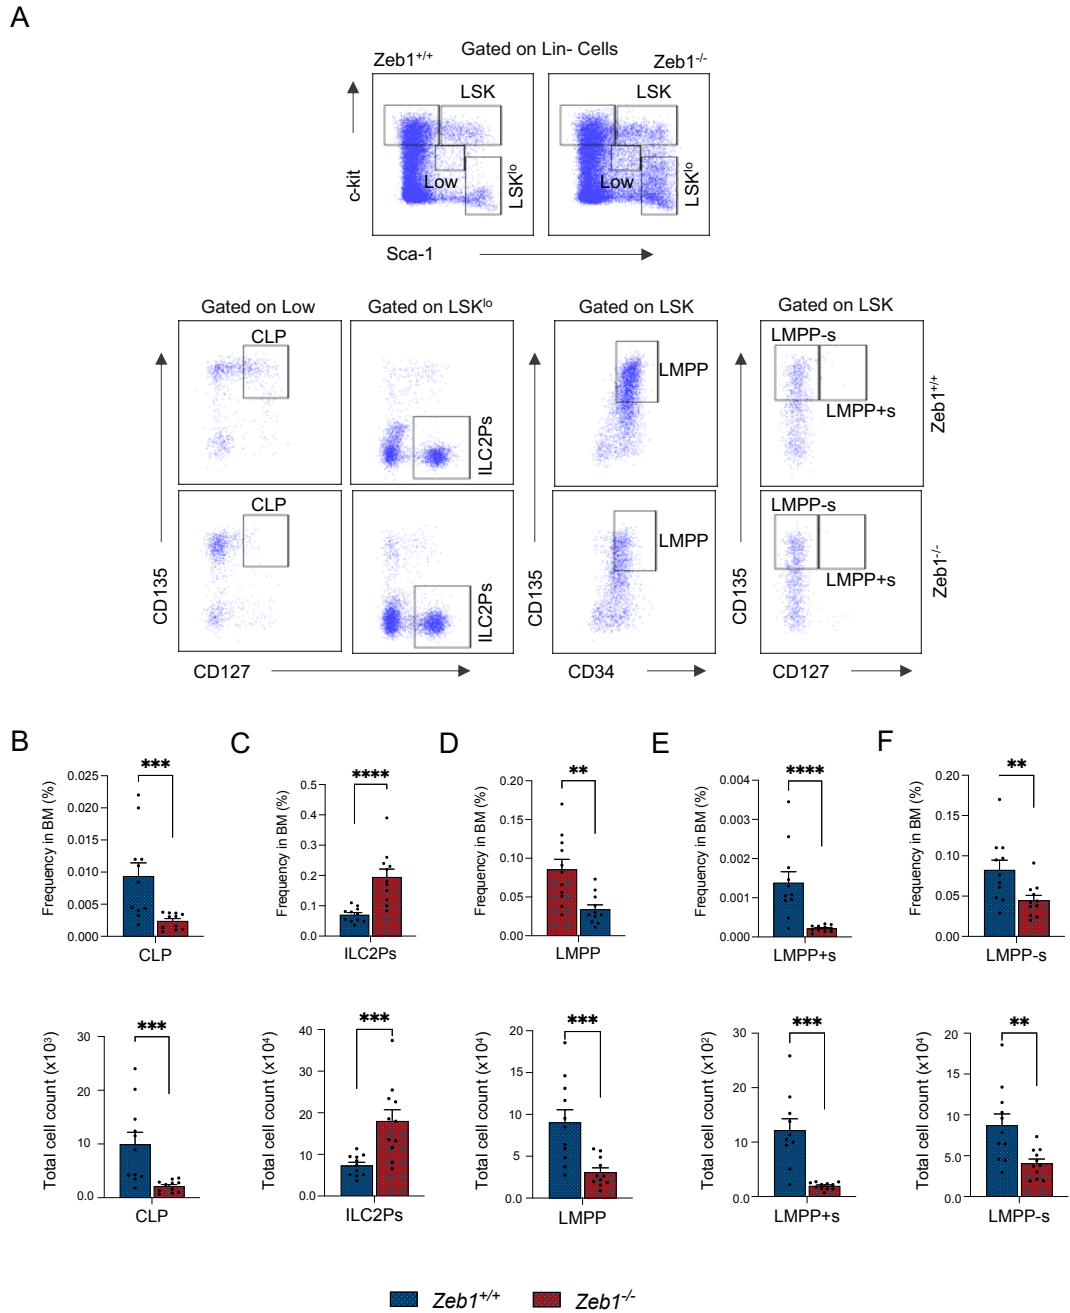 A
Gated on Lin- Cells
Zeb1+/+
Zeb1-/-
LSK
LSK
c-kit
Low
LSKlo
Low
LSKlo
Sca-1
Gated on Low
Gated on LSKlo
Gated on LSK
Gated on LSK
CLP
ILC2Ps
LMPP
LMPP-s
LMPP+s
Zeb1+/+
CLP
ILC2Ps
LMPP
LMPP-s
LMPP+s
Zeb1-/-
CD135
CD135
CD135
CD127
CD34
CD127
B
C
D
E
F
Frequency in BM (%)
0.025
0.020
0.015
0.010
0.005
0.000
***
CLP
Frequency in BM (%)
0.5
0.4
0.3
0.2
0.1
0.0
****
ILC2Ps
Frequency in BM (%)
0.20
0.15
0.10
0.05
0.00
**
LMPP
Frequency in BM (%)
0.004
0.003
0.002
0.001
0.000
****
LMPP+s
Frequency in BM (%)
0.20
0.15
0.10
0.05
0.00
**
LMPP-s
Total cell count (x10³)
30
20
10
0.0
***
CLP
Total cell count (x10⁴)
40
30
20
10
0.0
***
ILC2Ps
Total cell count (x10⁴)
20
15
10
5
0.0
***
LMPP
Total cell count (x10²)
30
20
10
0.0
***
LMPP+s
Total cell count (x10⁴)
20
15
10
5.0
0.0
**
LMPP-s
Zeb1+/+
Zeb1-/-